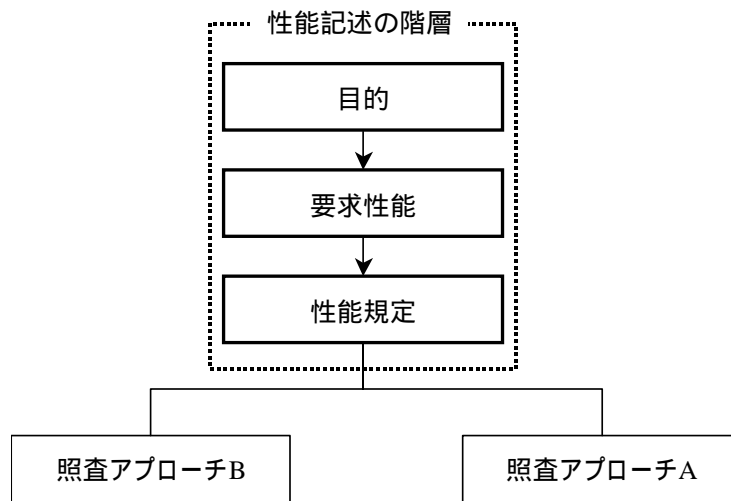 性能記述の階層
目的
要求性能
性能規定
照査アプローチB
照査アプローチA